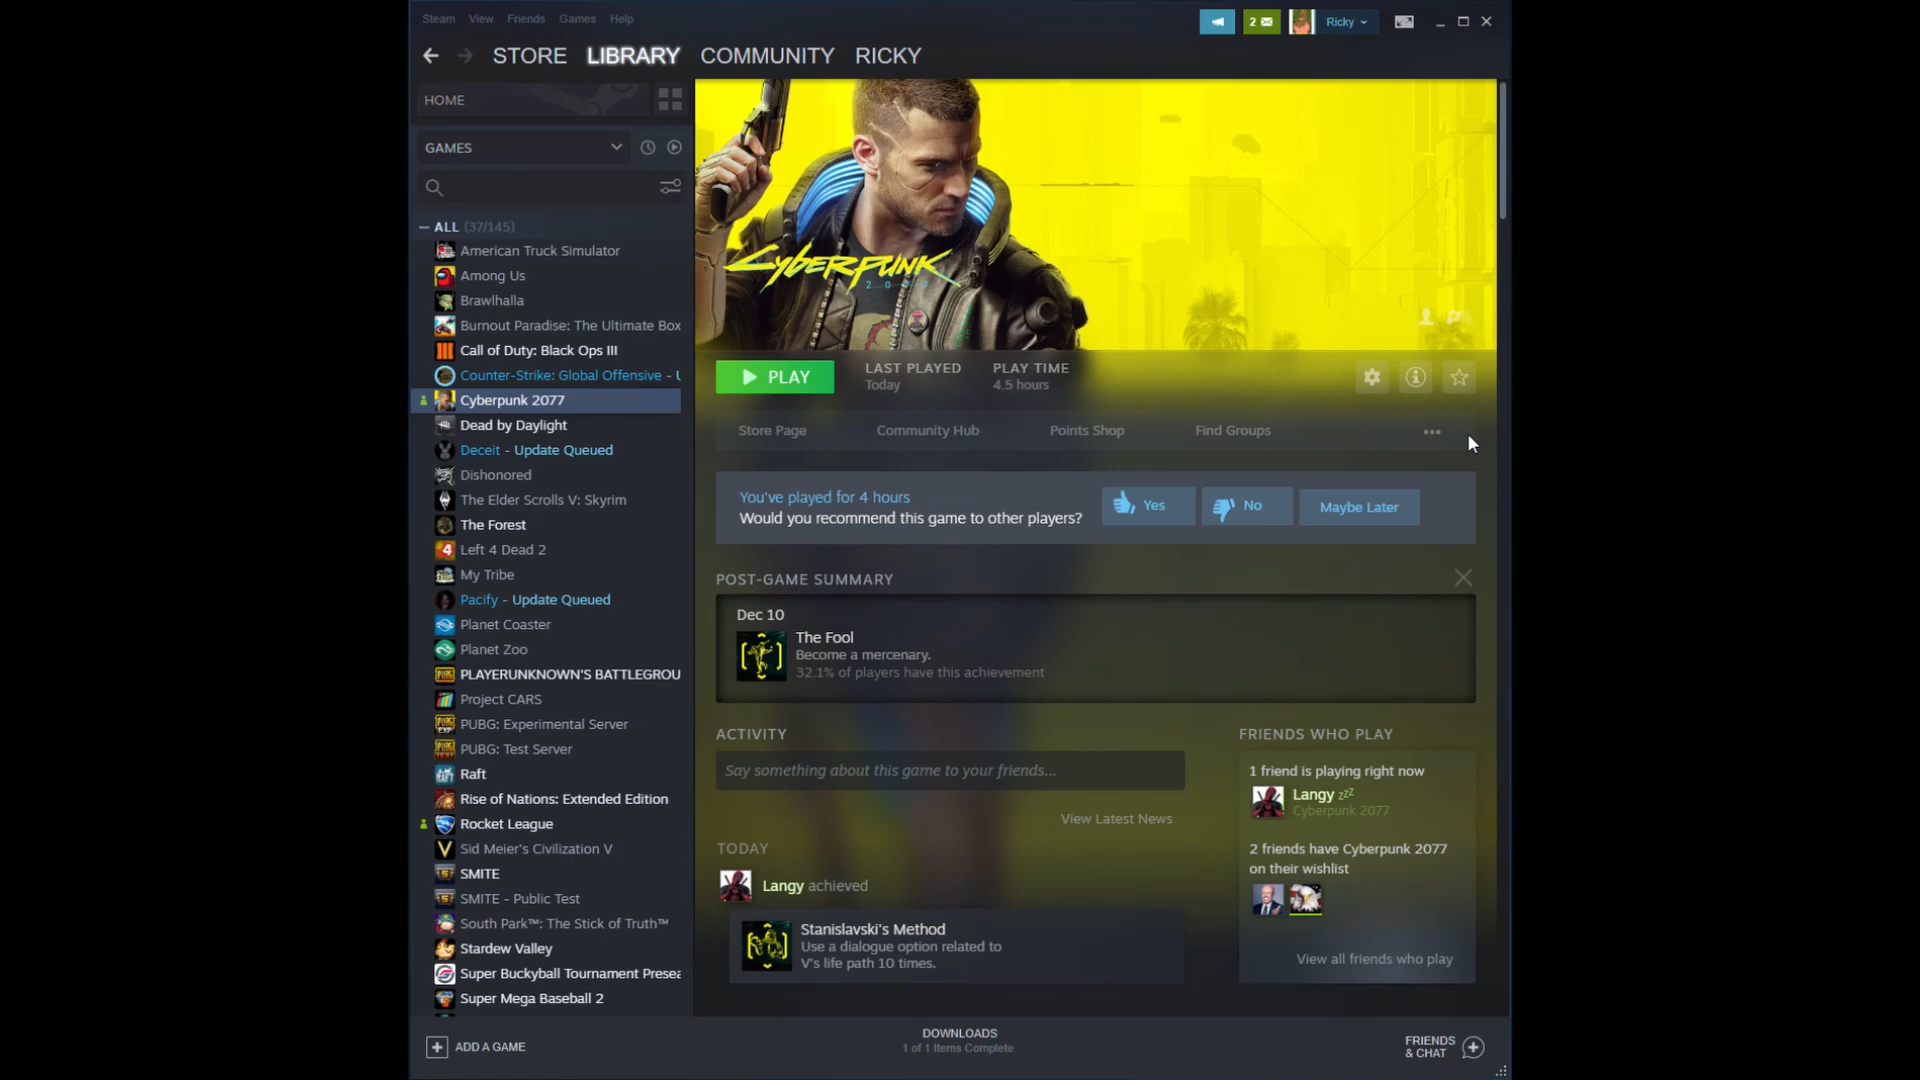 Steam View Friends Games Help
2
Ricky
STORE LIBRARY COMMUNITY RICKY
HOME
GAMES
ALL (37/145)
American Truck Simulator
Among Us
Brawlhalla
Burnout Paradise: The Ultimate Box
Call of Duty: Black Ops III
Counter-Strike: Global Offensive - U
Cyberpunk 2077
Dead by Daylight
Deceit - Update Queued
Dishonored
The Elder Scrolls V: Skyrim
The Forest
Left 4 Dead 2
My Tribe
Pacify - Update Queued
Planet Coaster
Planet Zoo
PLAYERUNKNOWN'S BATTLEGROU
Project CARS
PUBG: Experimental Server
PUBG: Test Server
Raft
Rise of Nations: Extended Edition
Rocket League
Sid Meier's Civilization V
SMITE
SMITE - Public Test
South Park™: The Stick of Truth™
Stardew Valley
Super Buckyball Tournament Presea
Super Mega Baseball 2
ADD A GAME
CYBERPUNK
2077
PLAY
LAST PLAYED
Today
PLAY TIME
4.5 hours
Store Page Community Hub Points Shop Find Groups
You've played for 4 hours
Would you recommend this game to other players?
Yes No Maybe Later
POST-GAME SUMMARY
Dec 10
The Fool
Become a mercenary.
32.1% of players have this achievement
ACTIVITY
Say something about this game to your friends...
View Latest News
TODAY
Langy achieved
Stanislavski's Method
Use a dialogue option related to
V's life path 10 times.
FRIENDS WHO PLAY
1 friend is playing right now
Langy zzz
Cyberpunk 2077
2 friends have Cyberpunk 2077
on their wishlist
View all friends who play
DOWNLOADS
1 of 1 Items Complete
FRIENDS
& CHAT